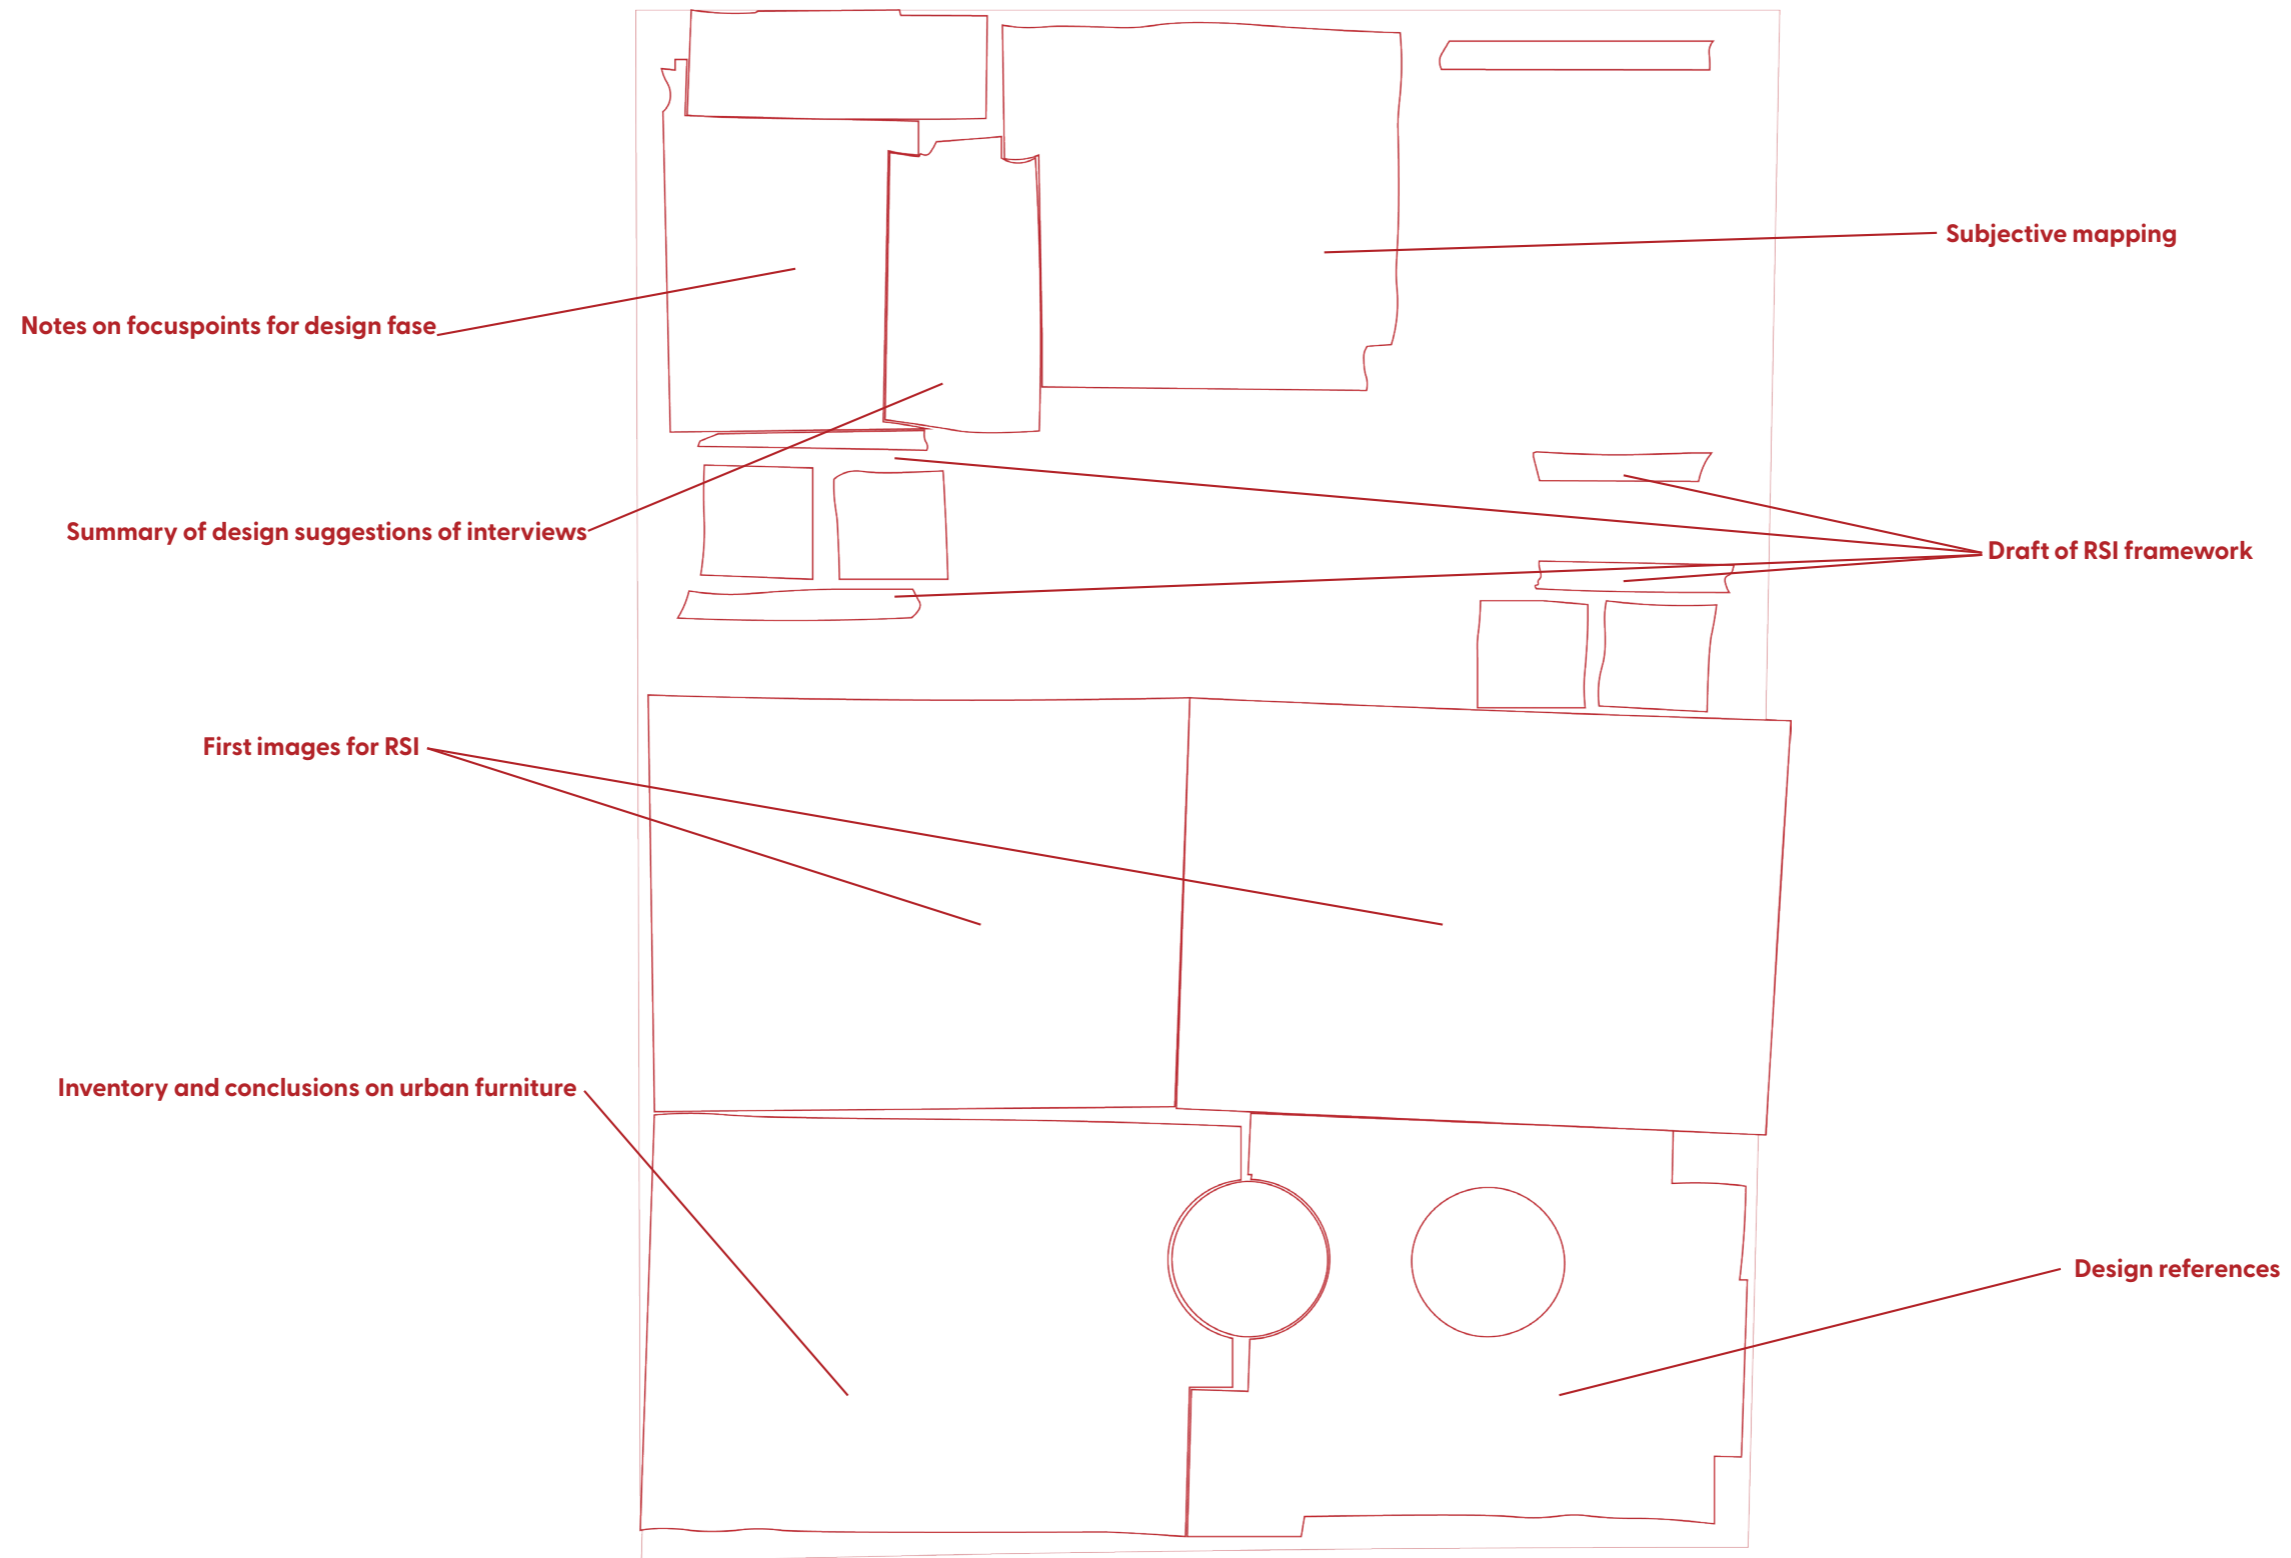 Subjective mapping
Notes on focuspoints for design fase
Summary of design suggestions of interviews
Draft of RSI framework
First images for RSI
Inventory and conclusions on urban furniture
Design references